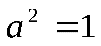 a² = 1